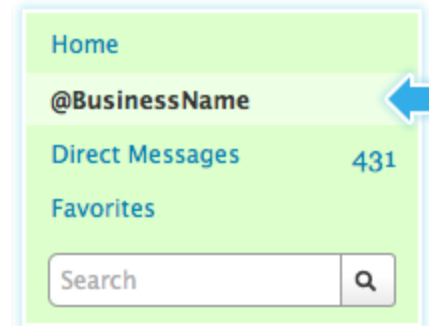 Home
@BusinessName
Direct Messages 431
Favorites
Search